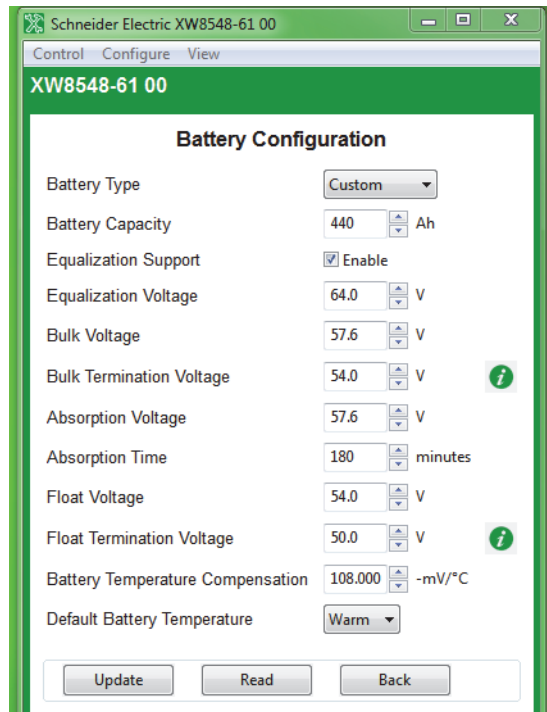 Schneider Electric XW8548-61 00
Control Configure View
XW8548-61 00
Battery Configuration
Battery Type Custom
Battery Capacity 440 Ah
Equalization Support Enable
Equalization Voltage 64.0 V
Bulk Voltage 57.6 V
Bulk Termination Voltage 54.0 V i
Absorption Voltage 57.6 V
Absorption Time 180 minutes
Float Voltage 54.0 V
Float Termination Voltage 50.0 V i
Battery Temperature Compensation 108.000 -mV/°C
Default Battery Temperature Warm
Update Read Back